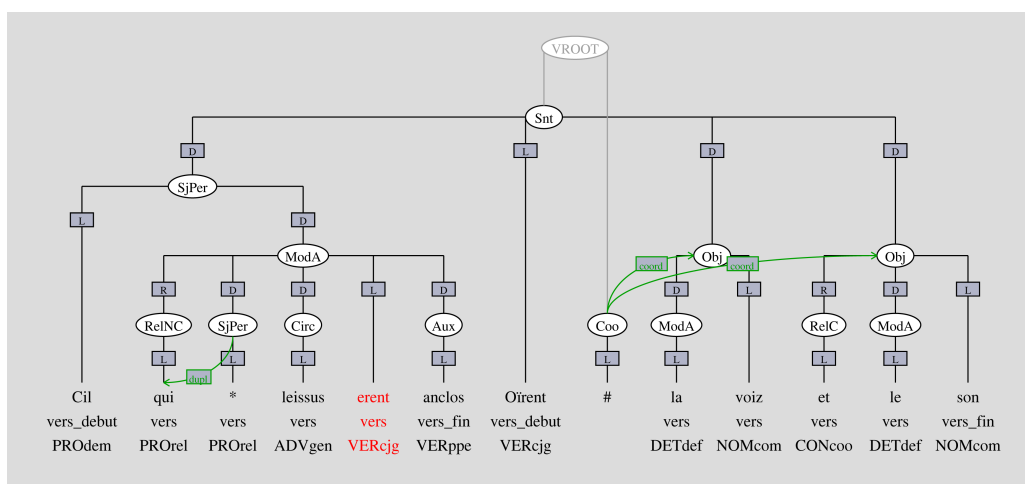 VROOT
Snt
D L D D
SjPer
L D
ModA Obj Obj
coord coord
R D D L D D L R D L
RelNC SjPer Circ Aux Coo ModA RelC ModA
L L L L L L L L
dupl
Cil qui * leissus erent anclos Oïrent # la voiz et le son
vers_debut vers vers vers vers vers_fin vers_debut vers vers vers vers vers_fin
PROdem PROrel PROrel ADVgen VERcjg VERppe VERcjg DETdef NOMcom CONcoo DETdef NOMcom